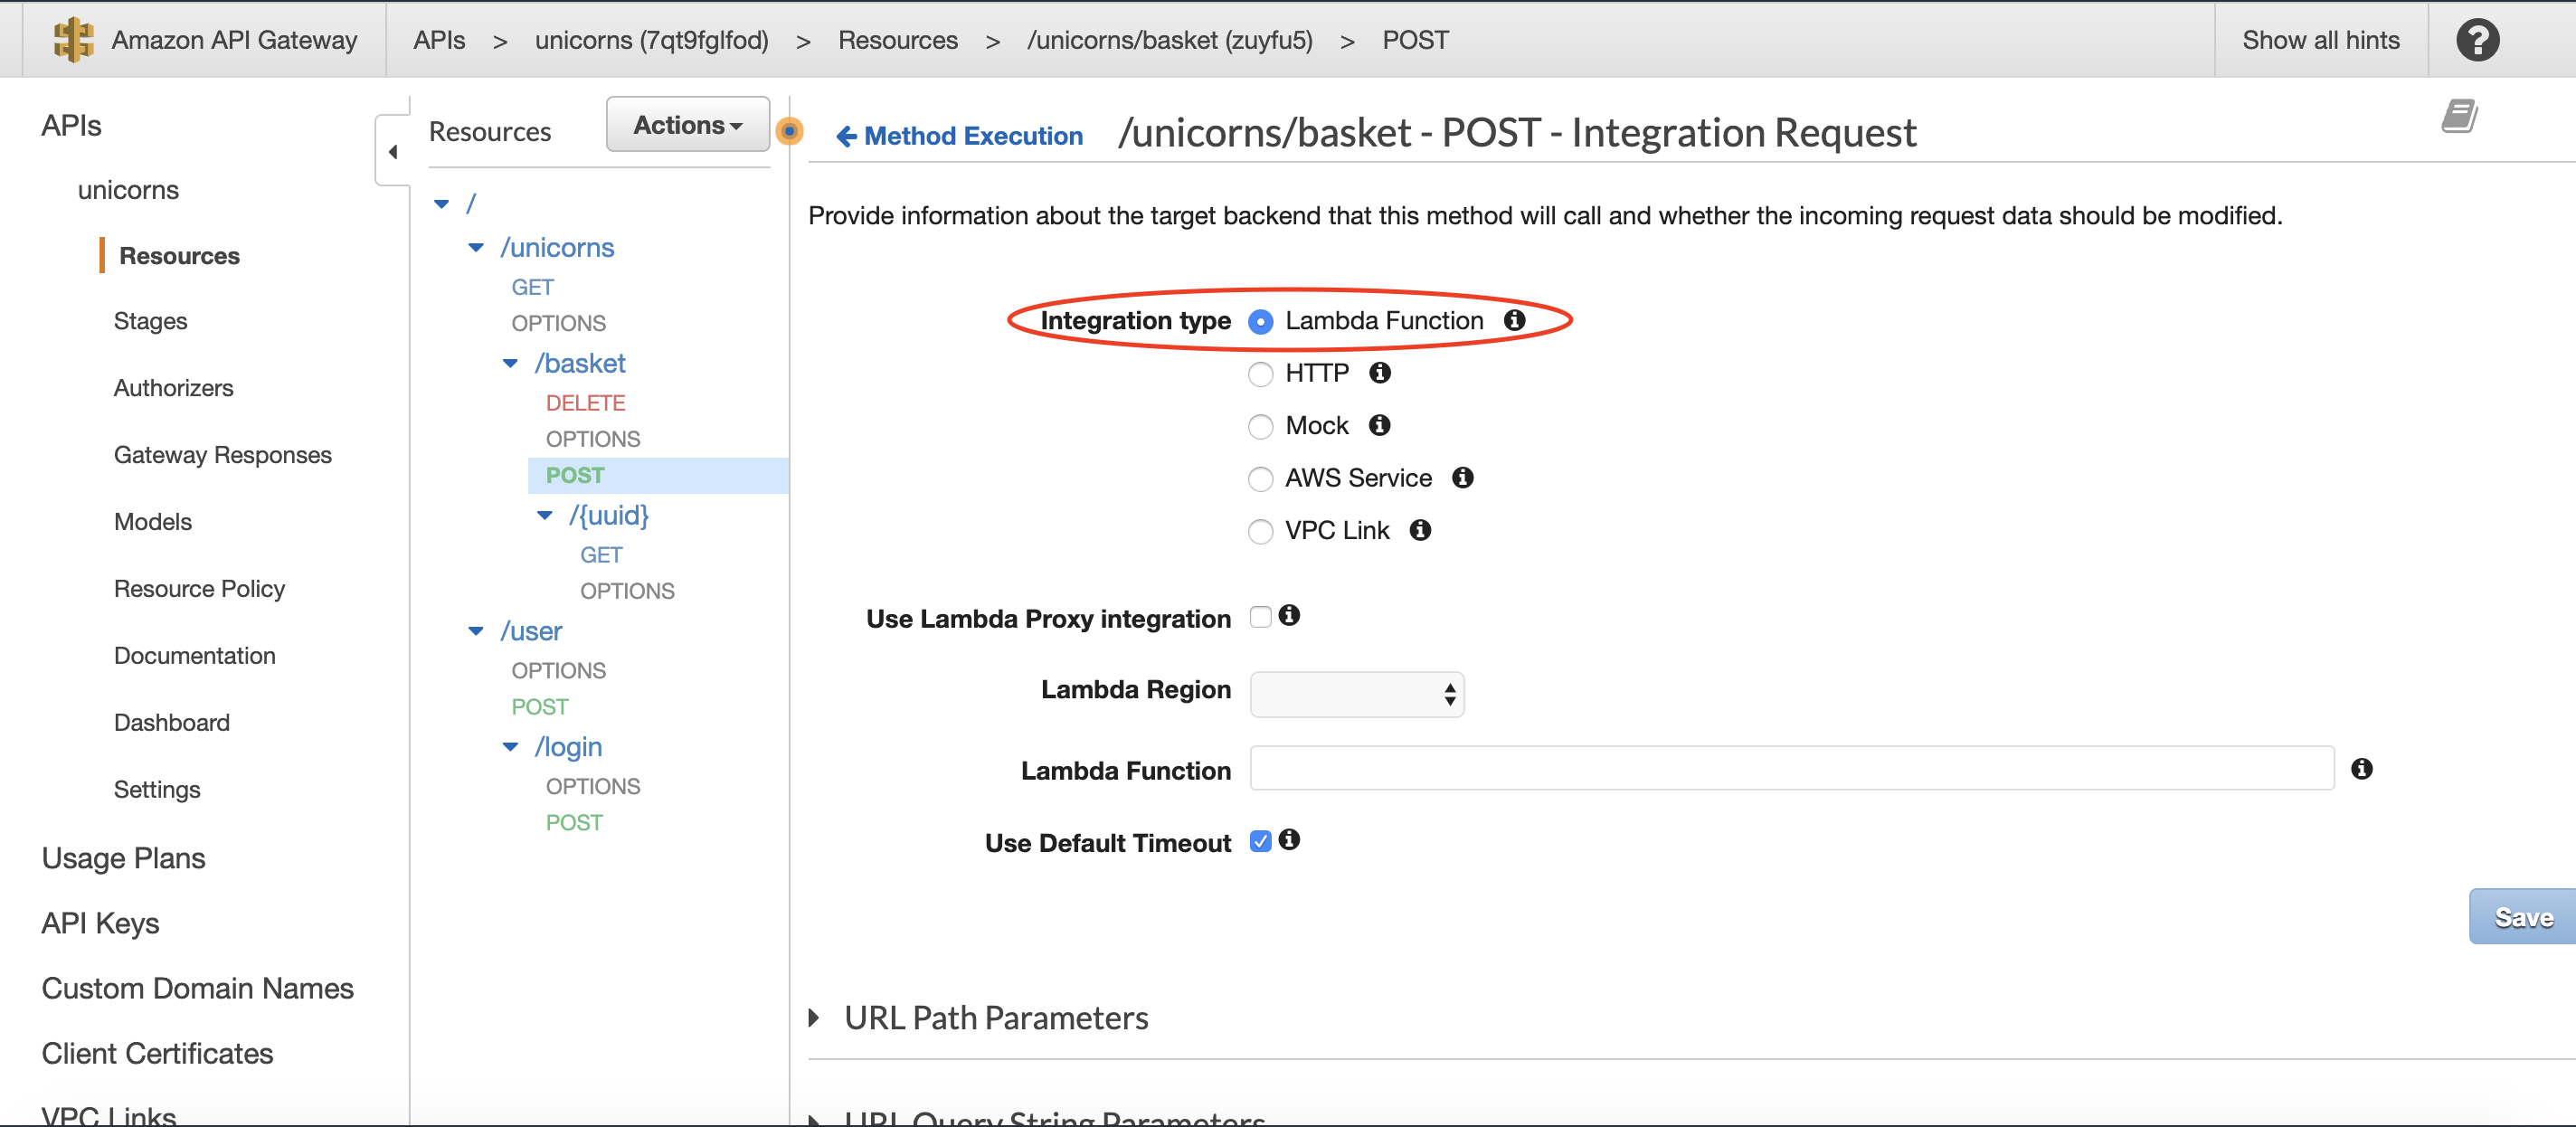 Amazon API Gateway APIs > unicorns (7qt9fglfod) > Resources > /unicorns/basket (zuyfu5) > POST Show all hints ?
APIs
unicorns
Resources
Stages
Authorizers
Gateway Responses
Models
Resource Policy
Documentation
Dashboard
Settings
Usage Plans
API Keys
Custom Domain Names
Client Certificates
VPC Links
Resources Actions
/
/unicorns
GET
OPTIONS
/basket
DELETE
OPTIONS
POST
/{uuid}
GET
OPTIONS
/user
OPTIONS
POST
/login
OPTIONS
POST
Method Execution /unicorns/basket - POST - Integration Request
Provide information about the target backend that this method will call and whether the incoming request data should be modified.
Integration type Lambda Function
HTTP
Mock
AWS Service
VPC Link
Use Lambda Proxy integration
Lambda Region
Lambda Function
Use Default Timeout
Save
URL Path Parameters
URL Query String Parameters